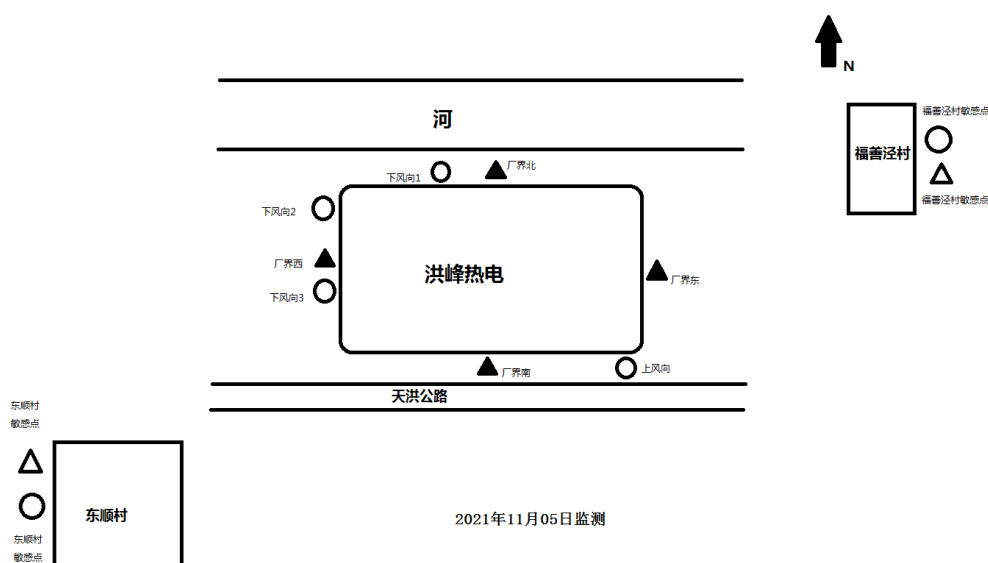 N
福善泾村敏感点
河
福善泾村
厂界北
下风向1
福善泾村敏感点
下风向2
厂界西
洪峰热电
厂界东
下风向3
厂界南
上风向
天洪公路
东顺村
敏感点
东顺村
2021年11月05日监测
东顺村
敏感点